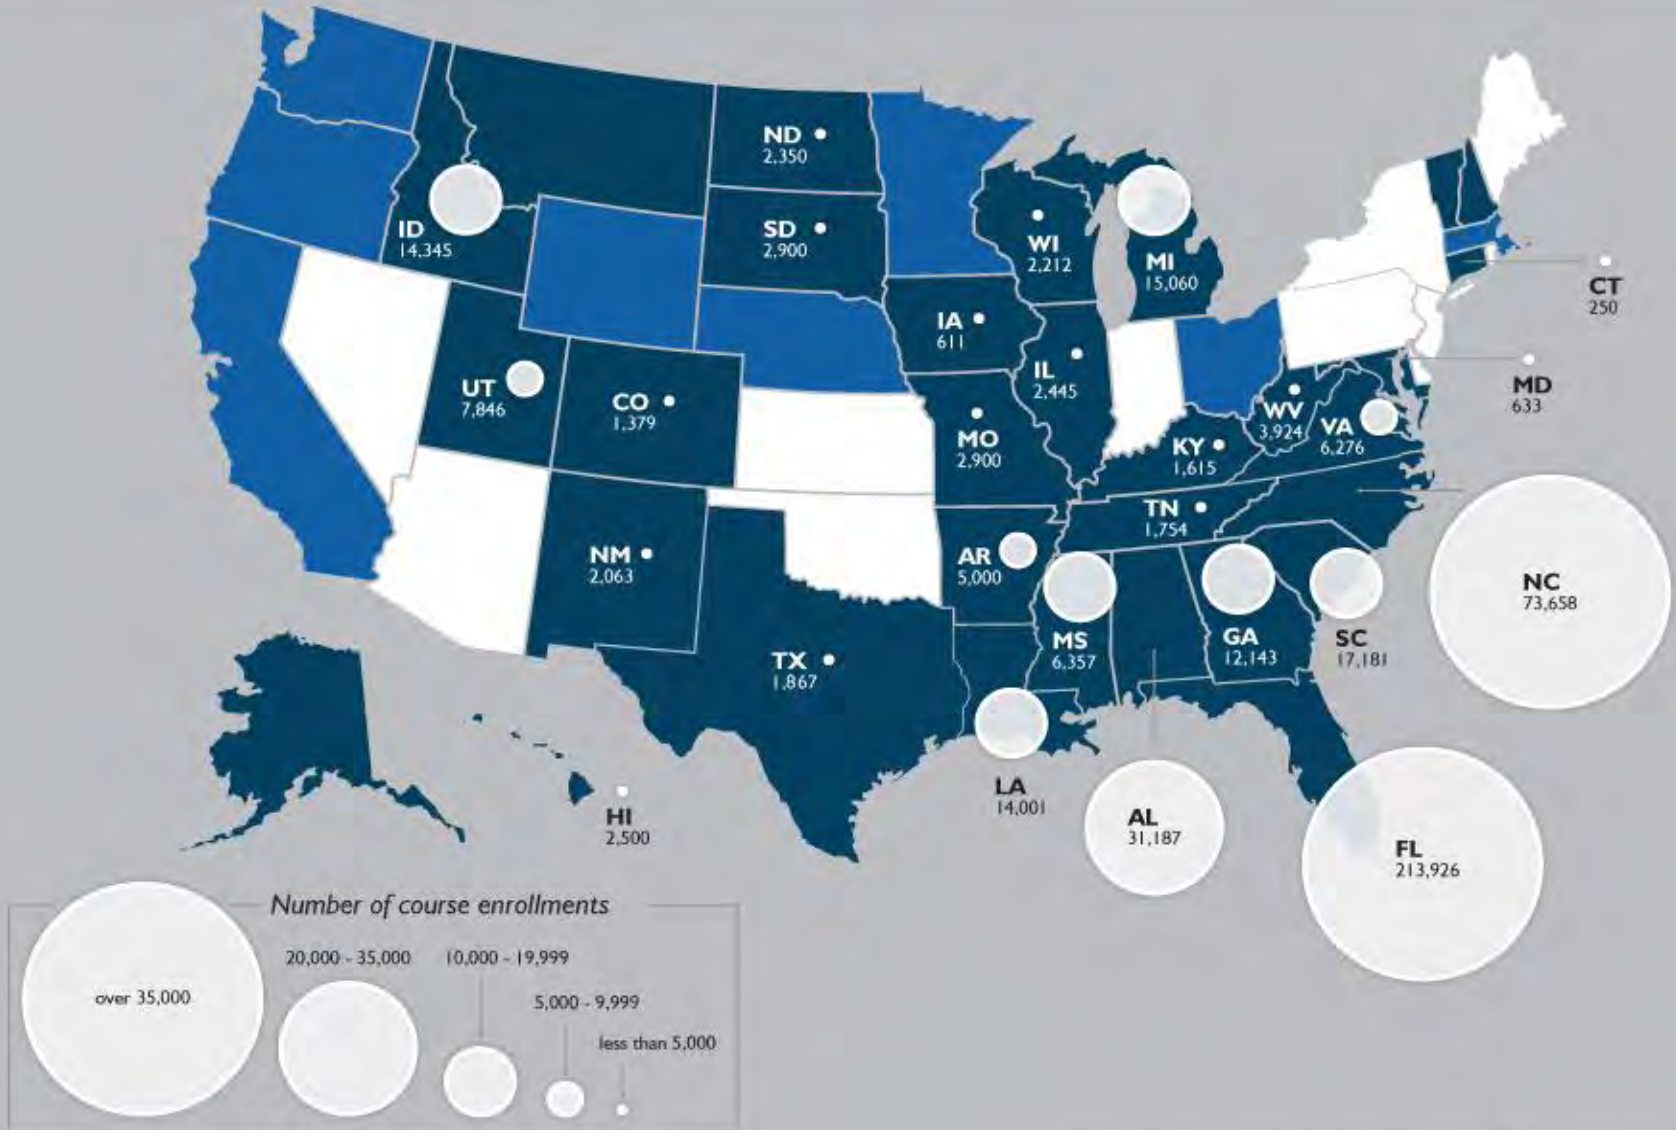 ND
2,350
ID
14,345
SD
2,900
WI
2,212
MI
15,060
CT
250
IA
611
IL
2,445
UT
7,846
CO
1,379
MD
633
MO
2,900
WV
3,924
VA
6,276
KY
1,615
TN
1,754
NM
2,063
AR
5,000
NC
73,658
MS
6,357
GA
12,143
SC
17,181
TX
1,867
LA
14,001
HI
2,500
AL
31,187
FL
213,926
Number of course enrollments
over 35,000
20,000 - 35,000
10,000 - 19,999
5,000 - 9,999
less than 5,000